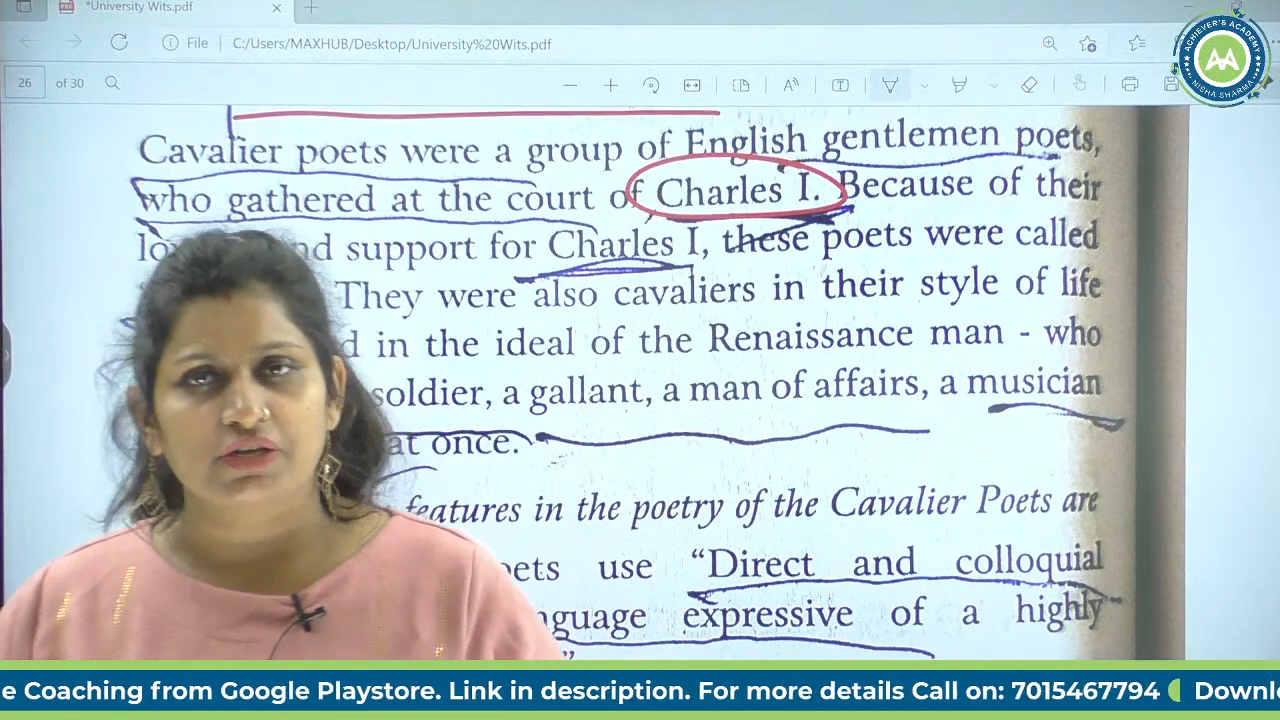 *University Wits.pdf
File C:/Users/MAXHUB/Desktop/University%20Wits.pdf
26 of 30
ACHIEVER'S ACADEMY
NISHA SHARMA
Cavalier poets were a group of English gentlemen poets,
who gathered at the court of Charles I. Because of their
nd support for Charles I, these poets were called
They were also cavaliers in their style of life
d in the ideal of the Renaissance man - who
soldier, a gallant, a man of affairs, a musician
at once.
features in the poetry of the Cavalier Poets are
use “Direct and colloquial
expressive of a highly
”
e Coaching from Google Playstore. Link in description. For more details Call on: 7015467794 Downl